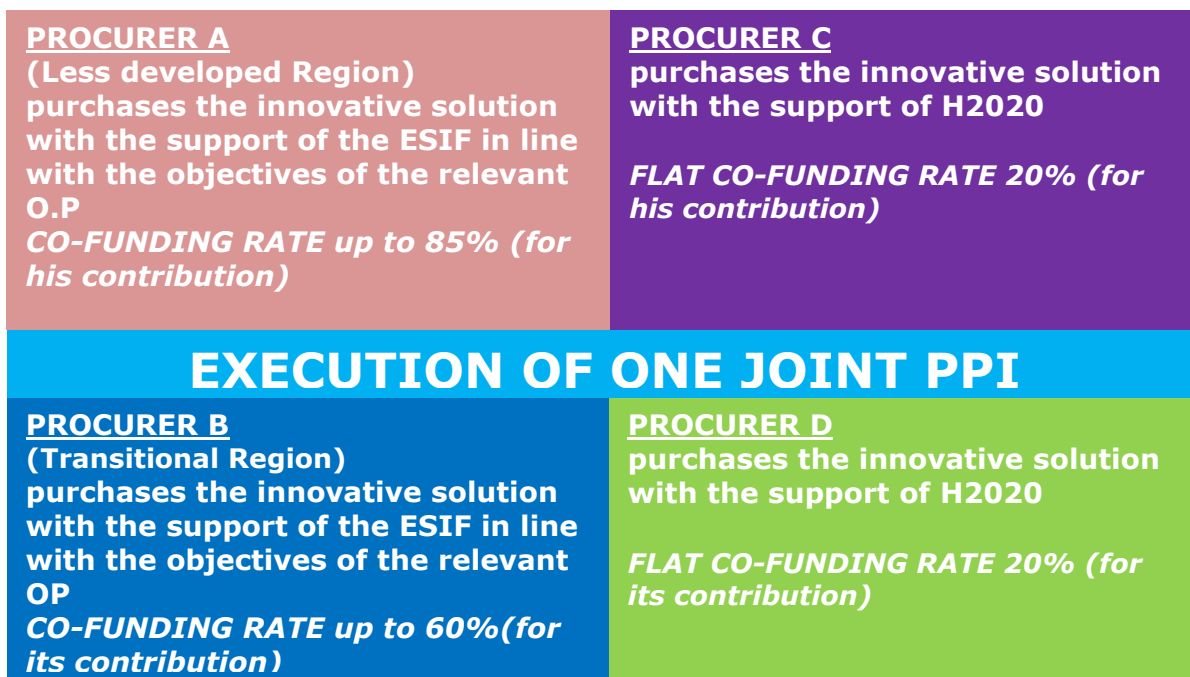 PROCURER A
(Less developed Region)
purchases the innovative solution
with the support of the ESIF in line
with the objectives of the relevant
O.P
CO-FUNDING RATE up to 85% (for
his contribution)
PROCURER C
purchases the innovative solution
with the support of H2020
FLAT CO-FUNDING RATE 20% (for
his contribution)
EXECUTION OF ONE JOINT PPI
PROCURER B
(Transitional Region)
purchases the innovative solution
with the support of the ESIF in line
with the objectives of the relevant
OP
CO-FUNDING RATE up to 60%(for
its contribution)
PROCURER D
purchases the innovative solution
with the support of H2020
FLAT CO-FUNDING RATE 20% (for
its contribution)